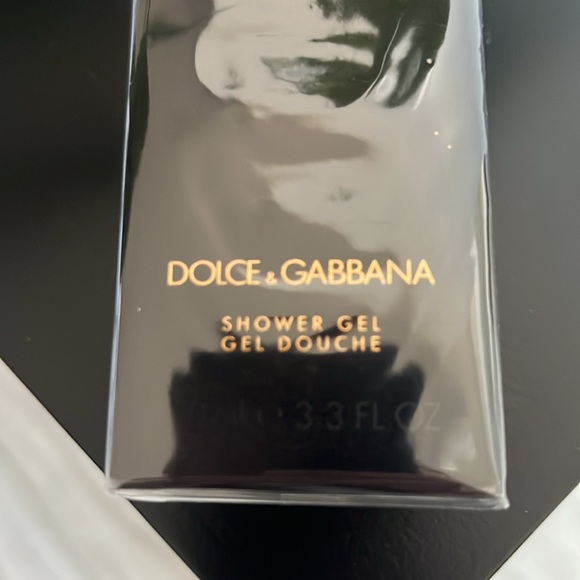 DOLCE & GABBANA
SHOWER GEL
GEL DOUCHE
3.3 FL OZ